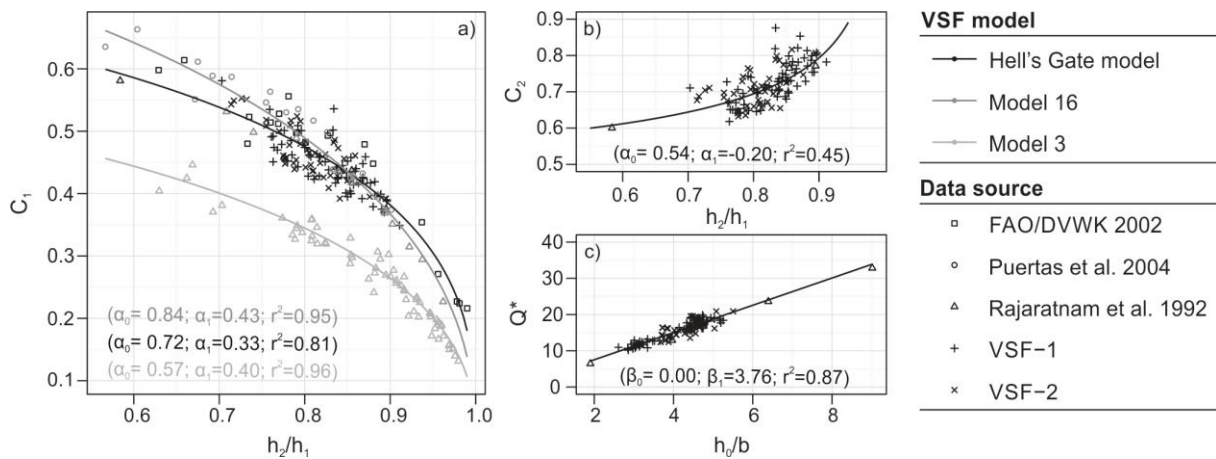 a)
C₁
0.6
0.5
0.4
0.3
0.2
0.1
(α₀= 0.84; α₁=0.43; r²=0.95)
(α₀= 0.72; α₁=0.33; r²=0.81)
(α₀= 0.57; α₁=0.40; r²=0.96)
0.6 0.7 0.8 0.9 1.0
h₂/h₁
b)
C₂
0.9
0.8
0.7
0.6
0.5
(α₀= 0.54; α₁=-0.20; r²=0.45)
0.6 0.7 0.8 0.9
h₂/h₁
c)
Q*
40
30
20
10
0
(β₀= 0.00; β₁=3.76; r²=0.87)
2 4 6 8
h₀/b
VSF model
Hell's Gate model
Model 16
Model 3
Data source
FAO/DVWK 2002
Puertas et al. 2004
Rajaratnam et al. 1992
VSF−1
VSF−2